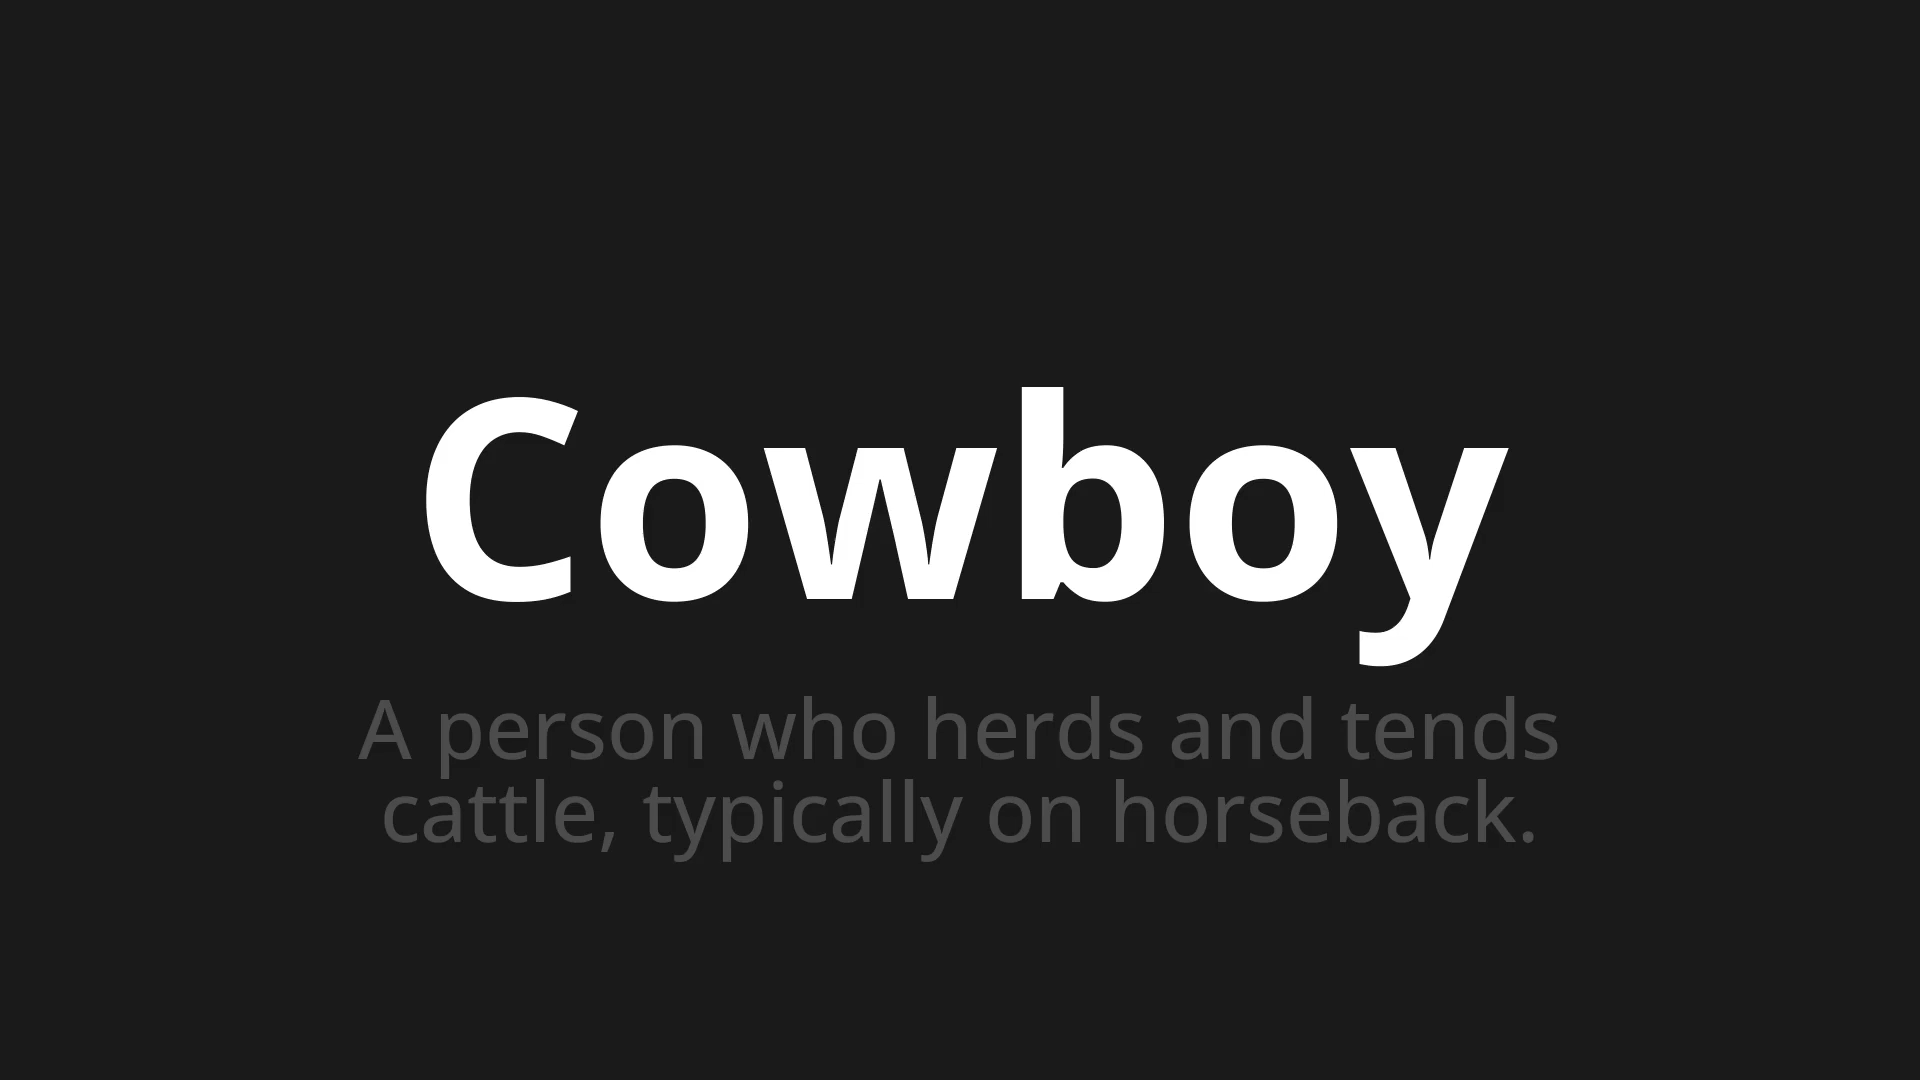 Cowboy
A person who herds and tends
cattle, typically on horseback.